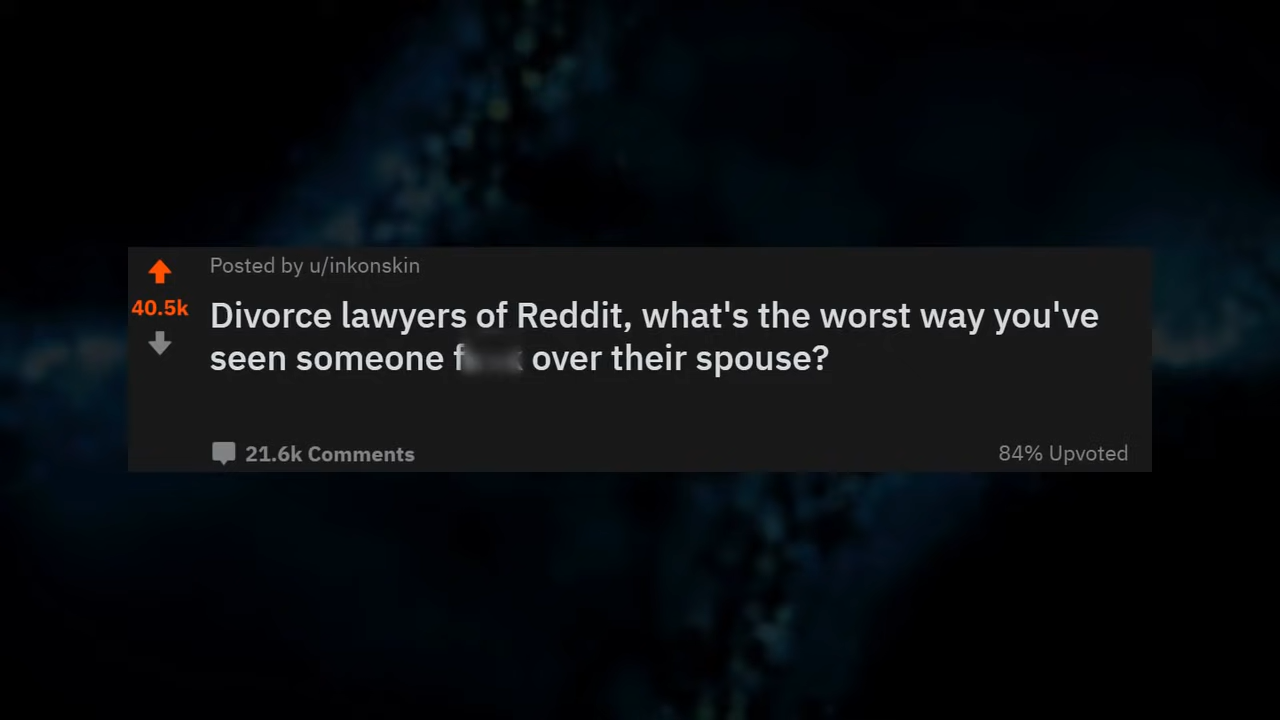 Posted by u/inkonskin
40.5k
Divorce lawyers of Reddit, what's the worst way you've
seen someone over their spouse?
21.6k Comments
84% Upvoted